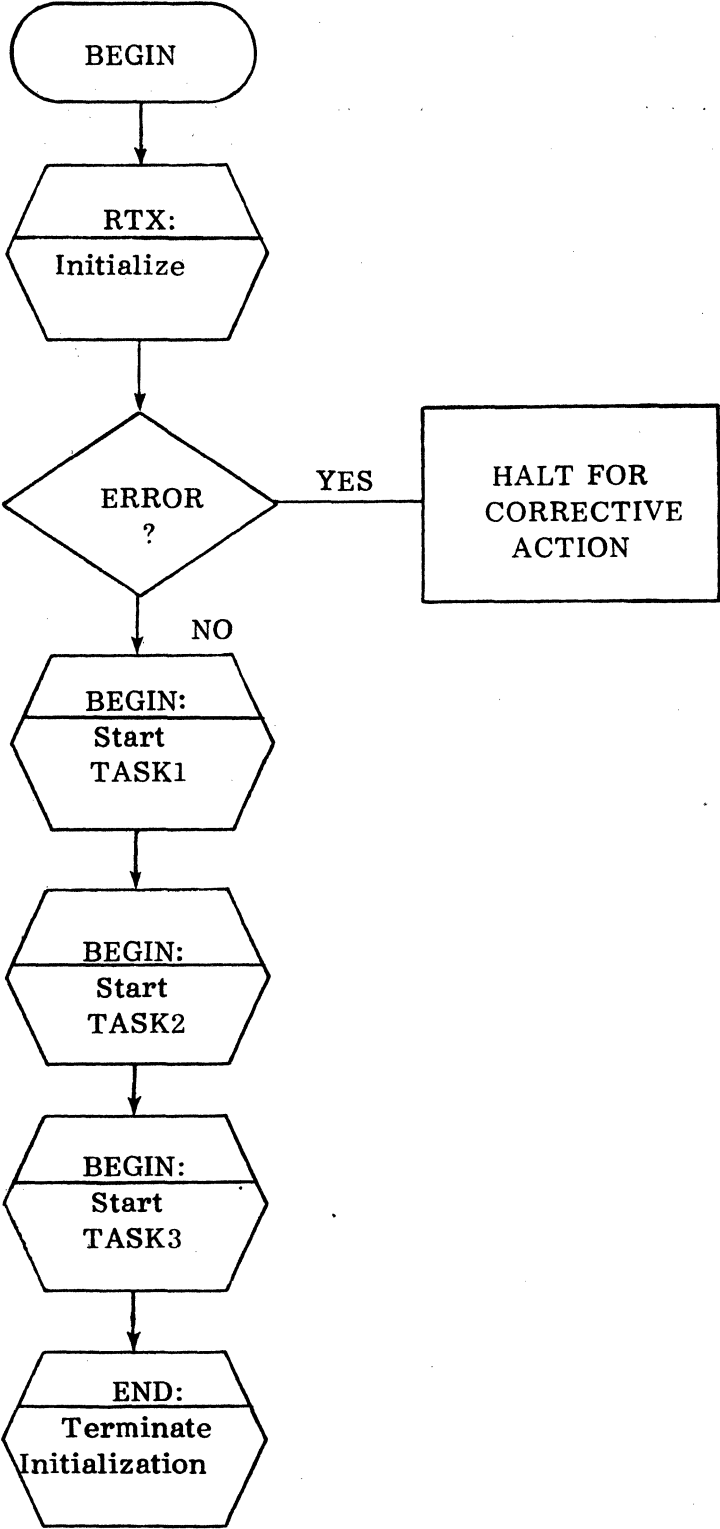 BEGIN
RTX:
Initialize
ERROR
?
YES
HALT FOR
CORRECTIVE
ACTION
NO
BEGIN:
Start
TASK1
BEGIN:
Start
TASK2
BEGIN:
Start
TASK3
END:
Terminate
Initialization